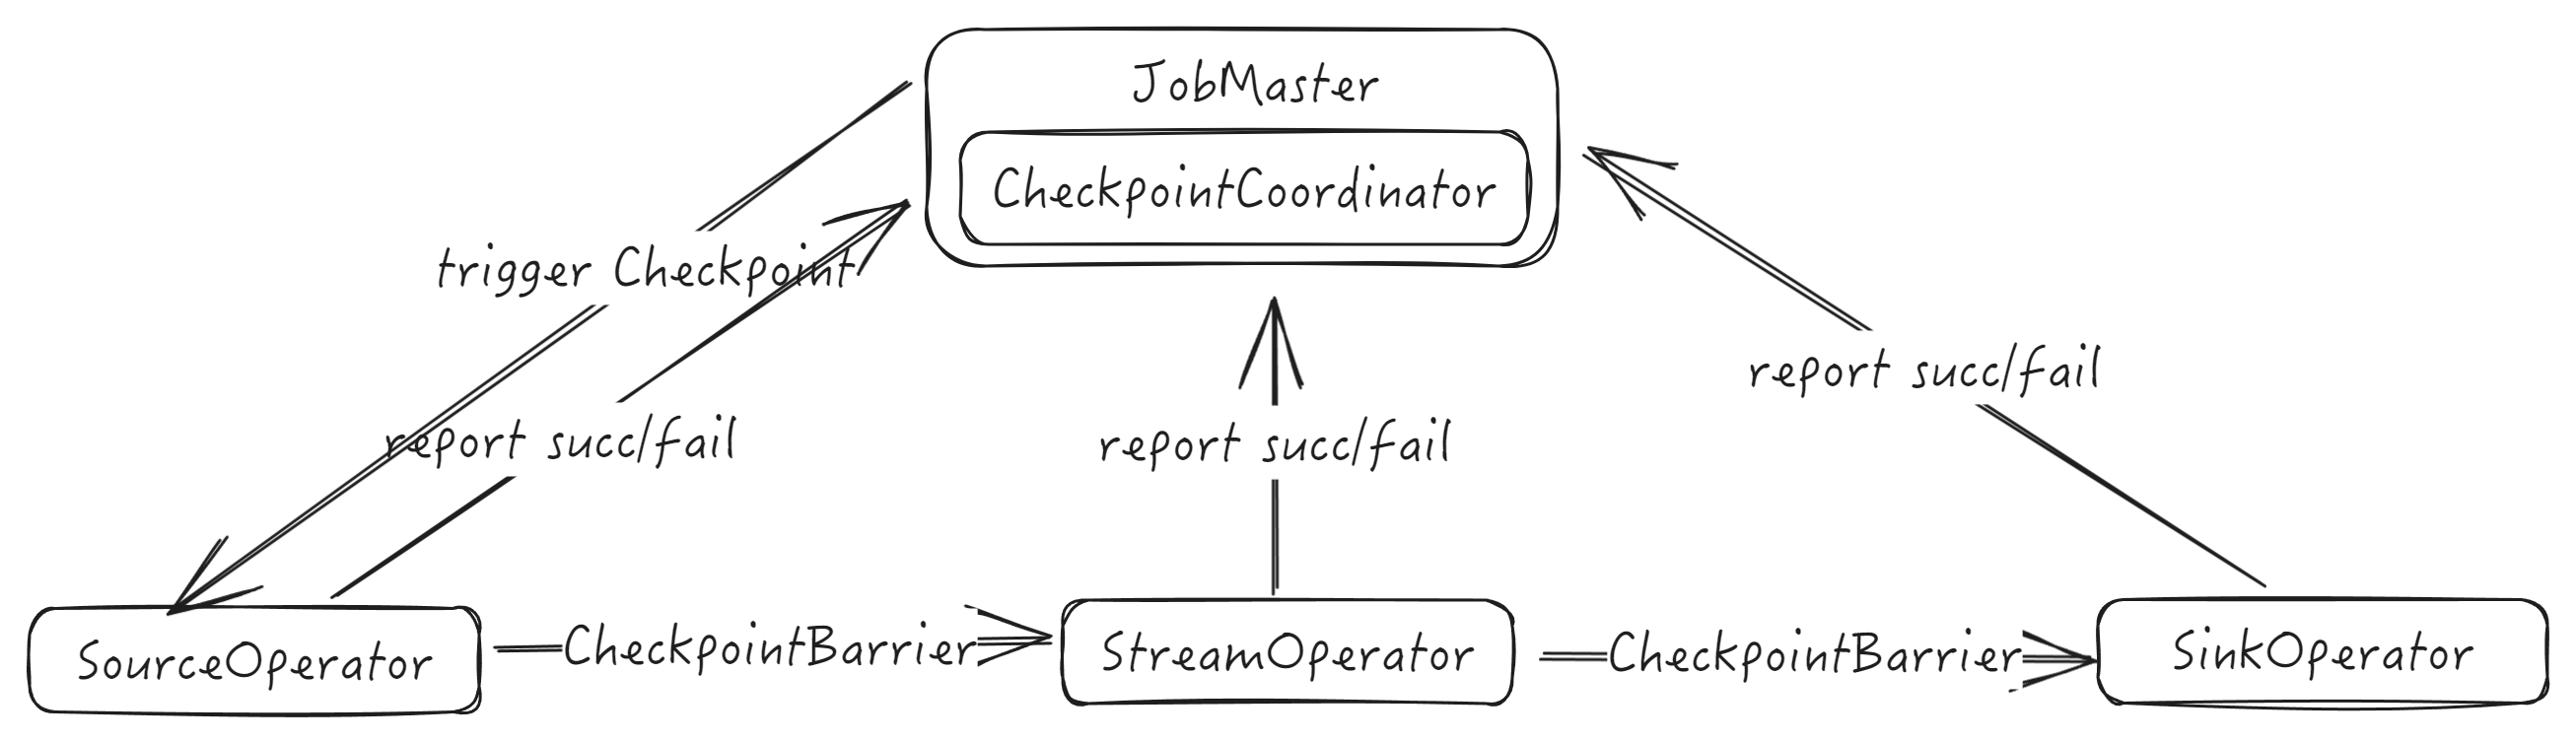 JobMaster
CheckpointCoordinator
trigger Checkpoint
report succ/fail
report succ/fail
report succ/fail
SourceOperator
CheckpointBarrier
StreamOperator
CheckpointBarrier
SinkOperator